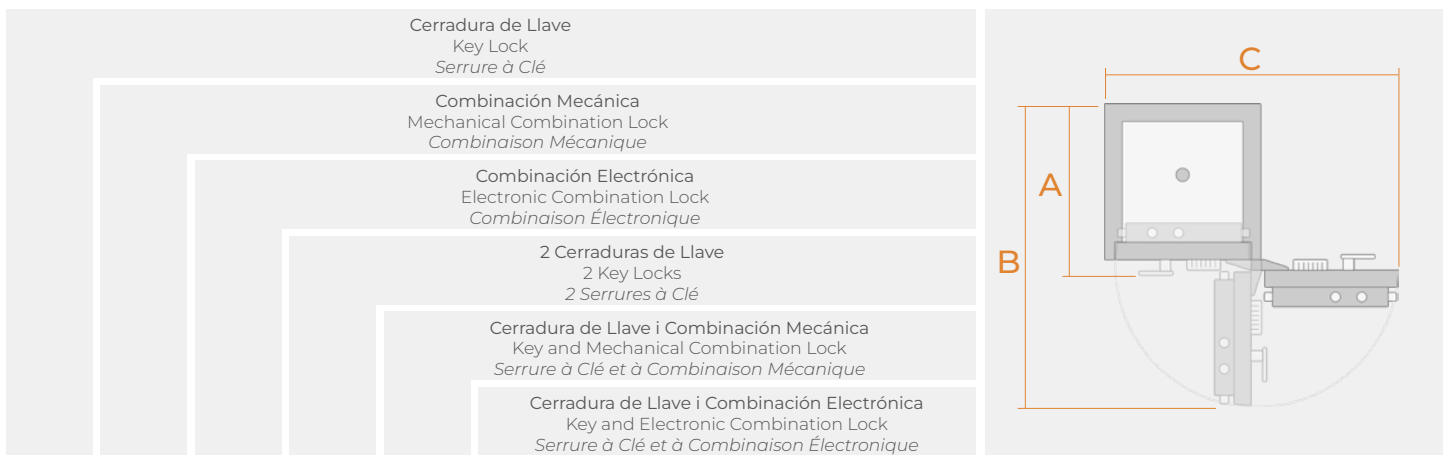 Cerradura de Llave
Key Lock
Serrure à Clé
Combinación Mecánica
Mechanical Combination Lock
Combinaison Mécanique
Combinación Electrónica
Electronic Combination Lock
Combinaison Électronique
2 Cerraduras de Llave
2 Key Locks
2 Serrures à Clé
Cerradura de Llave i Combinación Mecánica
Key and Mechanical Combination Lock
Serrure à Clé et à Combinaison Mécanique
Cerradura de Llave i Combinación Electrónica
Key and Electronic Combination Lock
Serrure à Clé et à Combinaison Électronique
C
A
B